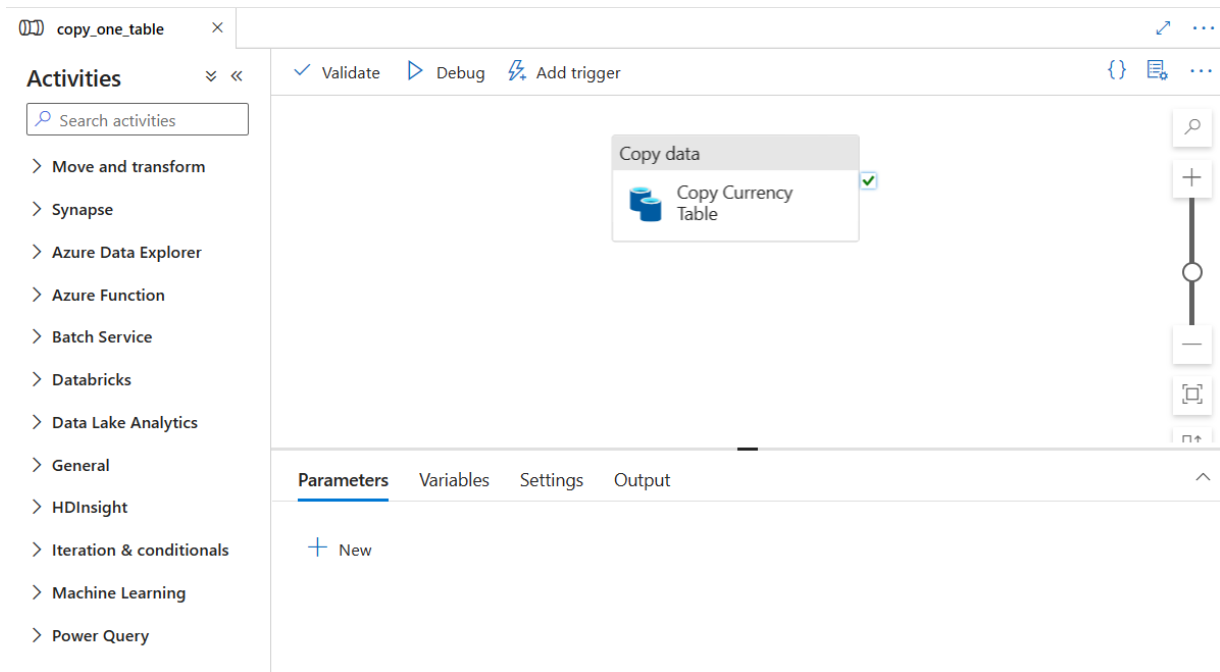 copy_one_table
Activities
Search activities
Move and transform
Synapse
Azure Data Explorer
Azure Function
Batch Service
Databricks
Data Lake Analytics
General
HDInsight
Iteration & conditionals
Machine Learning
Power Query
Validate Debug Add trigger
Copy data
Copy Currency
Table
Parameters Variables Settings Output
New